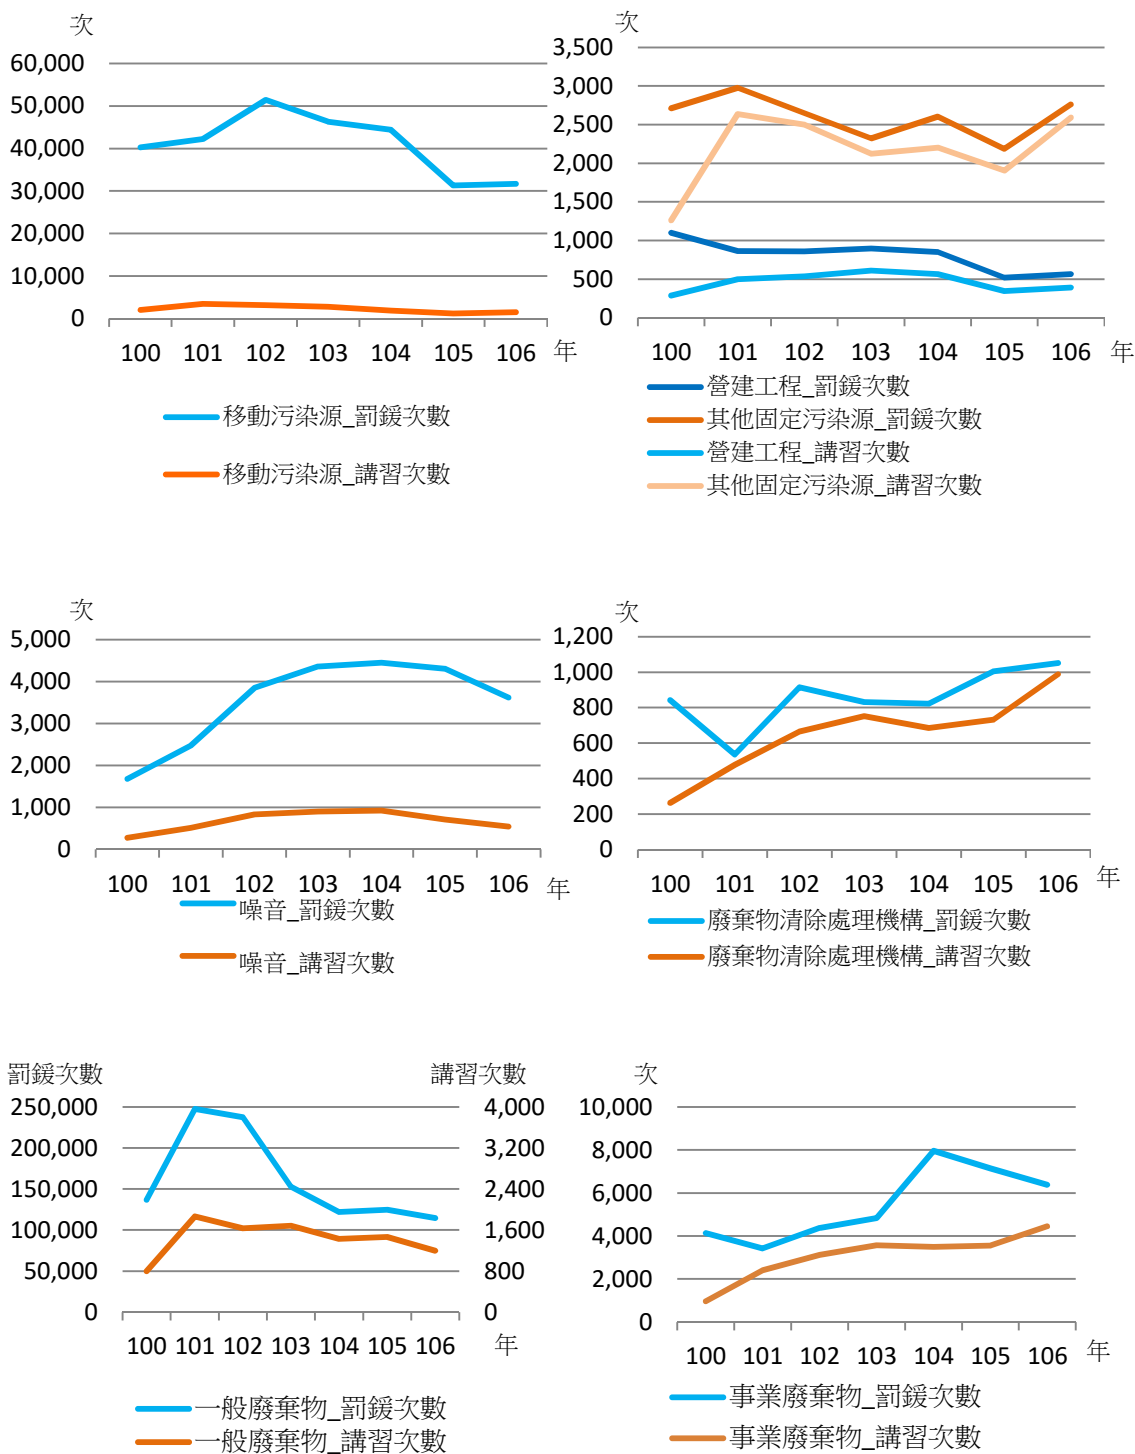 次
60,000
50,000
40,000
30,000
20,000
10,000
0
100 101 102 103 104 105 106 年
移動污染源_罰鍰次數
移動污染源_講習次數
次
3,500
3,000
2,500
2,000
1,500
1,000
500
0
100 101 102 103 104 105 106 年
營建工程_罰鍰次數
其他固定污染源_罰鍰次數
營建工程_講習次數
其他固定污染源_講習次數
次
5,000
4,000
3,000
2,000
1,000
0
100 101 102 103 104 105 106 年
噪音_罰鍰次數
噪音_講習次數
次
1,200
1,000
800
600
400
200
0
100 101 102 103 104 105 106 年
廢棄物清除處理機構_罰鍰次數
廢棄物清除處理機構_講習次數
罰鍰次數 講習次數
250,000 4,000
200,000 3,200
150,000 2,400
100,000 1,600
50,000 800
0 0
100 101 102 103 104 105 106 年
一般廢棄物_罰鍰次數
一般廢棄物_講習次數
次
10,000
8,000
6,000
4,000
2,000
0
100 101 102 103 104 105 106 年
事業廢棄物_罰鍰次數
事業廢棄物_講習次數